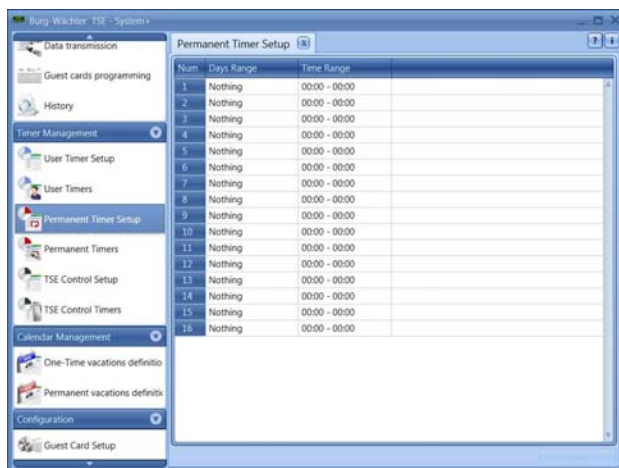 Burg-Wächter TSE - System+
Data transmission
Guest cards programming
History
Timer Management
User Timer Setup
User Timers
Permanent Timer Setup
Permanent Timers
TSE Control Setup
TSE Control Timers
Calendar Management
One-Time vacations definitio
Permanent vacations definitio
Configuration
Guest Card Setup
Permanent Timer Setup
Num Days Range Time Range
1 Nothing 00:00 - 00:00
2 Nothing 00:00 - 00:00
3 Nothing 00:00 - 00:00
4 Nothing 00:00 - 00:00
5 Nothing 00:00 - 00:00
6 Nothing 00:00 - 00:00
7 Nothing 00:00 - 00:00
8 Nothing 00:00 - 00:00
9 Nothing 00:00 - 00:00
10 Nothing 00:00 - 00:00
11 Nothing 00:00 - 00:00
12 Nothing 00:00 - 00:00
13 Nothing 00:00 - 00:00
14 Nothing 00:00 - 00:00
15 Nothing 00:00 - 00:00
16 Nothing 00:00 - 00:00